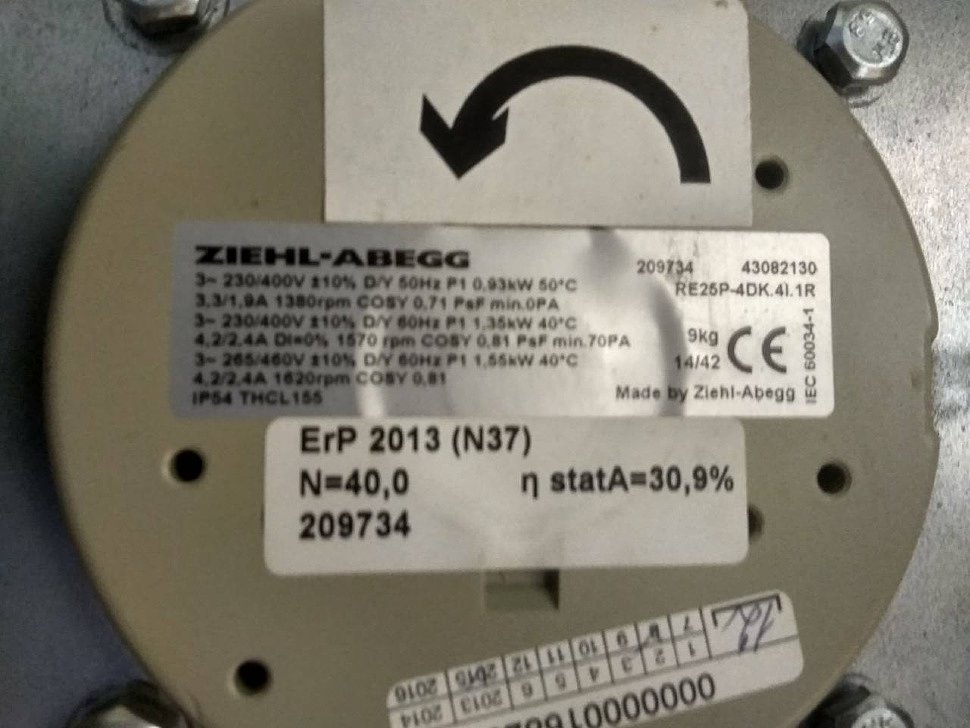 ZIEHL-ABEGG
209734 43082130
3~ 230/400V ±10% D/Y 50Hz P1 0,93kW 50°C
RE25P-4DK.4I.1R
3,3/1,9A 1380rpm COSY 0,71 PsF min.0PA
3~ 230/400V ±10% D/Y 60Hz P1 1,35kW 40°C
4,2/2,4A DI=0% 1570 rpm COSY 0,81 PsF min.70PA
9kg CE
3~ 265/460V ±10% D/Y 60Hz P1 1,55kW 40°C
14/42
4,2/2,4A 1620rpm COSY 0,81
IP54 THCL155
Made by Ziehl-Abegg
IEC 60034-1
ErP 2013 (N37)
N=40,0 η statA=30,9%
209734
1 2 3 4 5 6 2013 2014
7 9 10 11 12 2015 2016